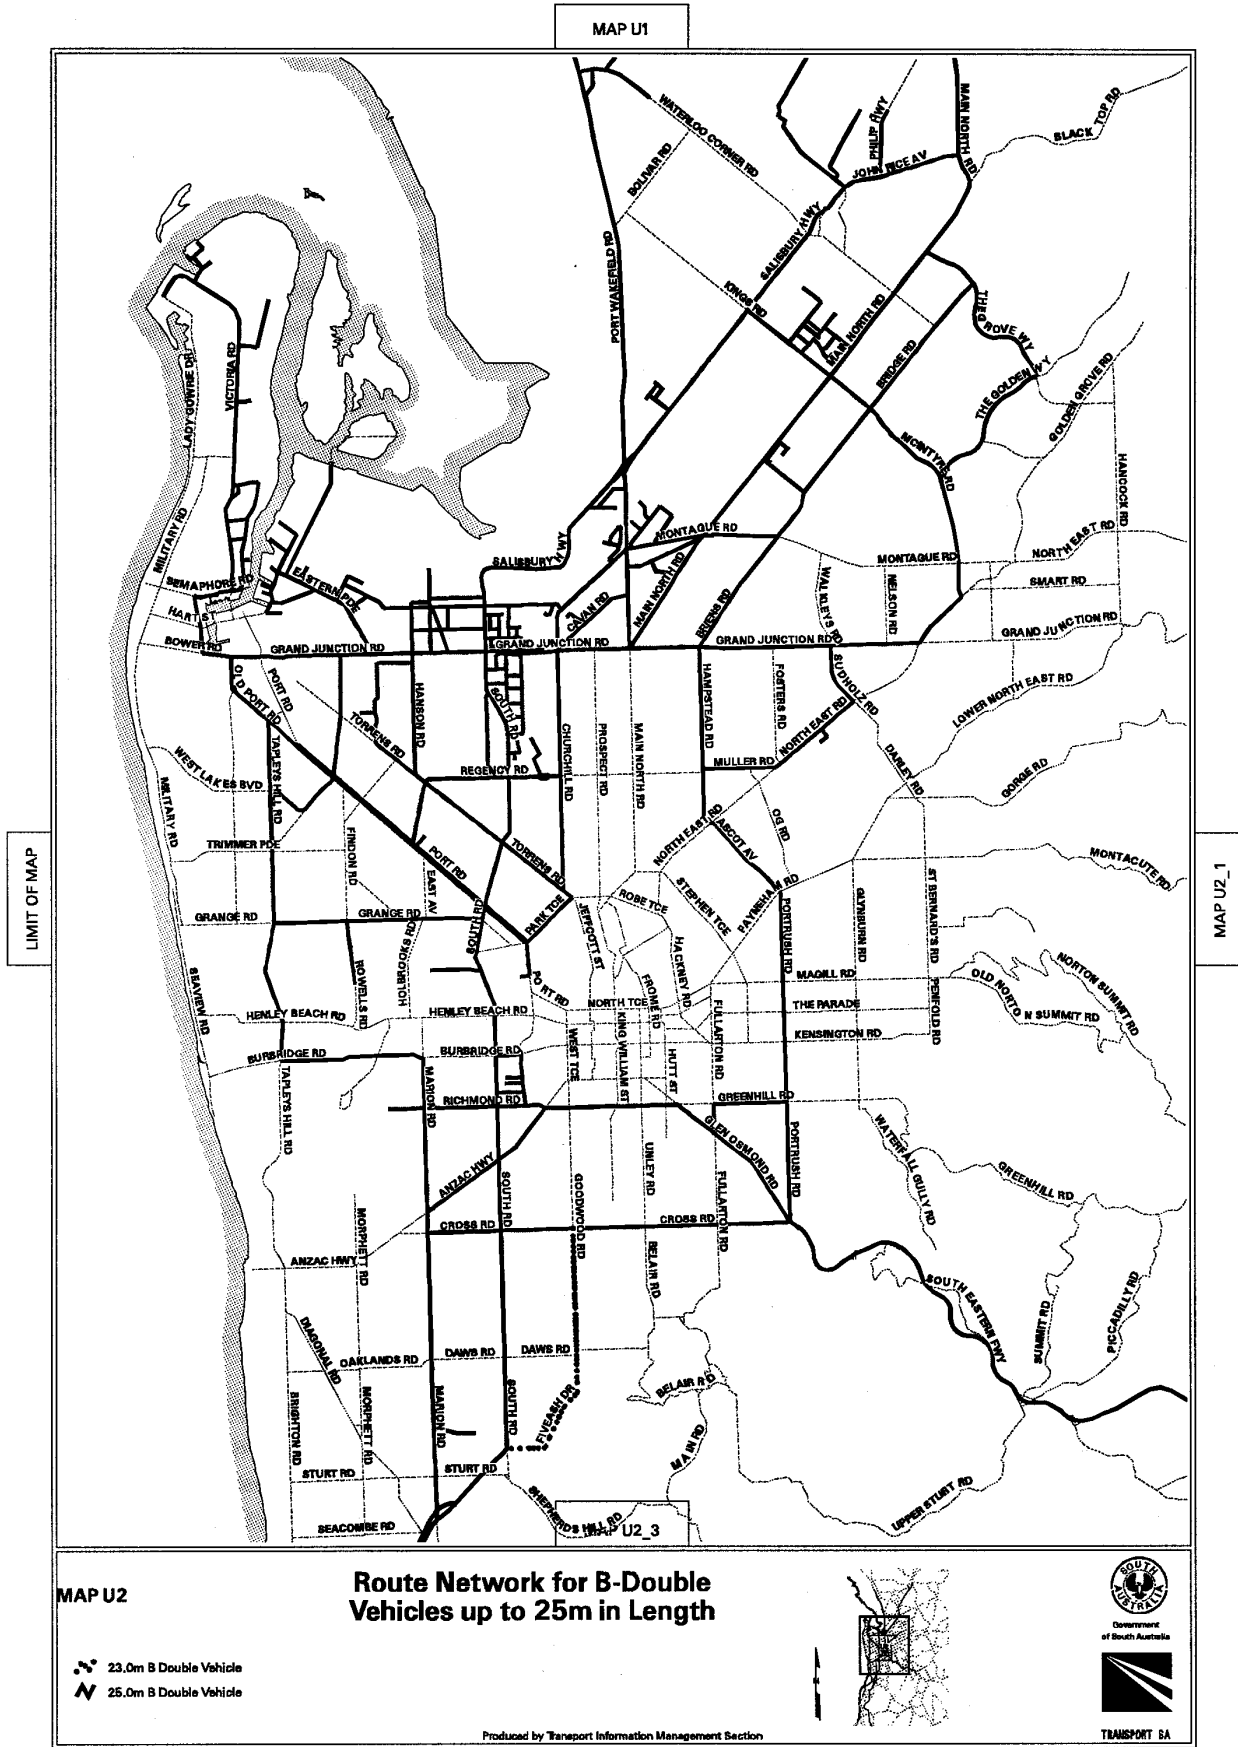 MAP U1
WATERLOO CORNER RD
BOLIVAR RD
PHILIP HWY
MAIN NORTH RD
BLACK TOP RD
JOHN RICE AV
SALISBURY HWY
PORT WAKEFIELD RD
KINGS RD
MAIN NORTH RD
BRIDGE RD
THE GROVE WY
THE GOLDEN WY
GOLDEN GROVE RD
LADY GOWRIE DR
VICTORIA RD
MCINTYRE RD
HANCOCK RD
MILITARY RD
SALISBURY HWY
MONTAGUE RD
MONTAGUE RD
NORTH EAST RD
SEMAPHORE RD
EASTERN PDE
CAVAN RD
MAIN NORTH RD
BRIENS RD
WALKLEYS RD
NELSON RD
SMART RD
HART ST
BOWER RD
GRAND JUNCTION RD
GRAND JUNCTION RD
GRAND JUNCTION RD
GRAND JUNCTION RD
OLD PORT RD
PORT RD
HANSON RD
SOUTH RD
HAMPSTEAD RD
FOSTERS RD
SUDHOLZ RD
LOWER NORTH EAST RD
TORRENS RD
CHURCHILL RD
PROSPECT RD
MAIN NORTH RD
NORTH EAST RD
WEST LAKES BVD
TAPLEYS HILL RD
REGENCY RD
MULLER RD
DARLEY RD
GORGE RD
MILITARY RD
TRIMMER PDE
FINDON RD
PORT RD
TORRENS RD
NORTH EAST RD
ASCOT AV
OG RD
MONTACUTE RD
EAST AV
ROBE TCE
STEPHEN TCE
PAYNEHAM RD
ST BERNARDS RD
GLYNBURN RD
GRANGE RD
GRANGE RD
SOUTH RD
PARK TCE
JEFFCOTT ST
PORTRUSH RD
HOLBROOKS RD
HACKNEY RD
MAGILL RD
OLD NORTON SUMMIT RD
NORTON SUMMIT RD
SEAVIEW RD
ROWELLS RD
PORT RD
FROME RD
PENFOLD RD
HENLEY BEACH RD
HENLEY BEACH RD
NORTH TCE
THE PARADE
KENSINGTON RD
BURBRIDGE RD
BURBRIDGE RD
WEST TCE
KING WILLIAM ST
HUTT ST
FULLARTON RD
TAPLEYS HILL RD
MARION RD
RICHMOND RD
GREENHILL RD
GLEN OSMOND RD
PORTRUSH RD
WATERFALL GULLY RD
GREENHILL RD
ANZAC HWY
SOUTH RD
GOODWOOD RD
UNLEY RD
FULLARTON RD
MORPHETT RD
CROSS RD
CROSS RD
ANZAC HWY
BELAIR RD
SOUTH EASTERN FWY
SUMMIT RD
PICCADILLY RD
DIAGONAL RD
OAKLANDS RD
DAWS RD
DAWS RD
BRIGHTON RD
MORPHETT RD
MARION RD
SOUTH RD
FIVEASH DR
BELAIR RD
MAIN RD
STURT RD
STURT RD
SHEPHERDS HILL RD
UPPER STURT RD
SEACOMBE RD
MAP U2_3
LIMIT OF MAP
MAP U2_1
MAP U2
Route Network for B-Double
Vehicles up to 25m in Length
23.0m B Double Vehicle
25.0m B Double Vehicle
Produced by Transport Information Management Section
SOUTH AUSTRALIA
Government
of South Australia
TRANSPORT SA